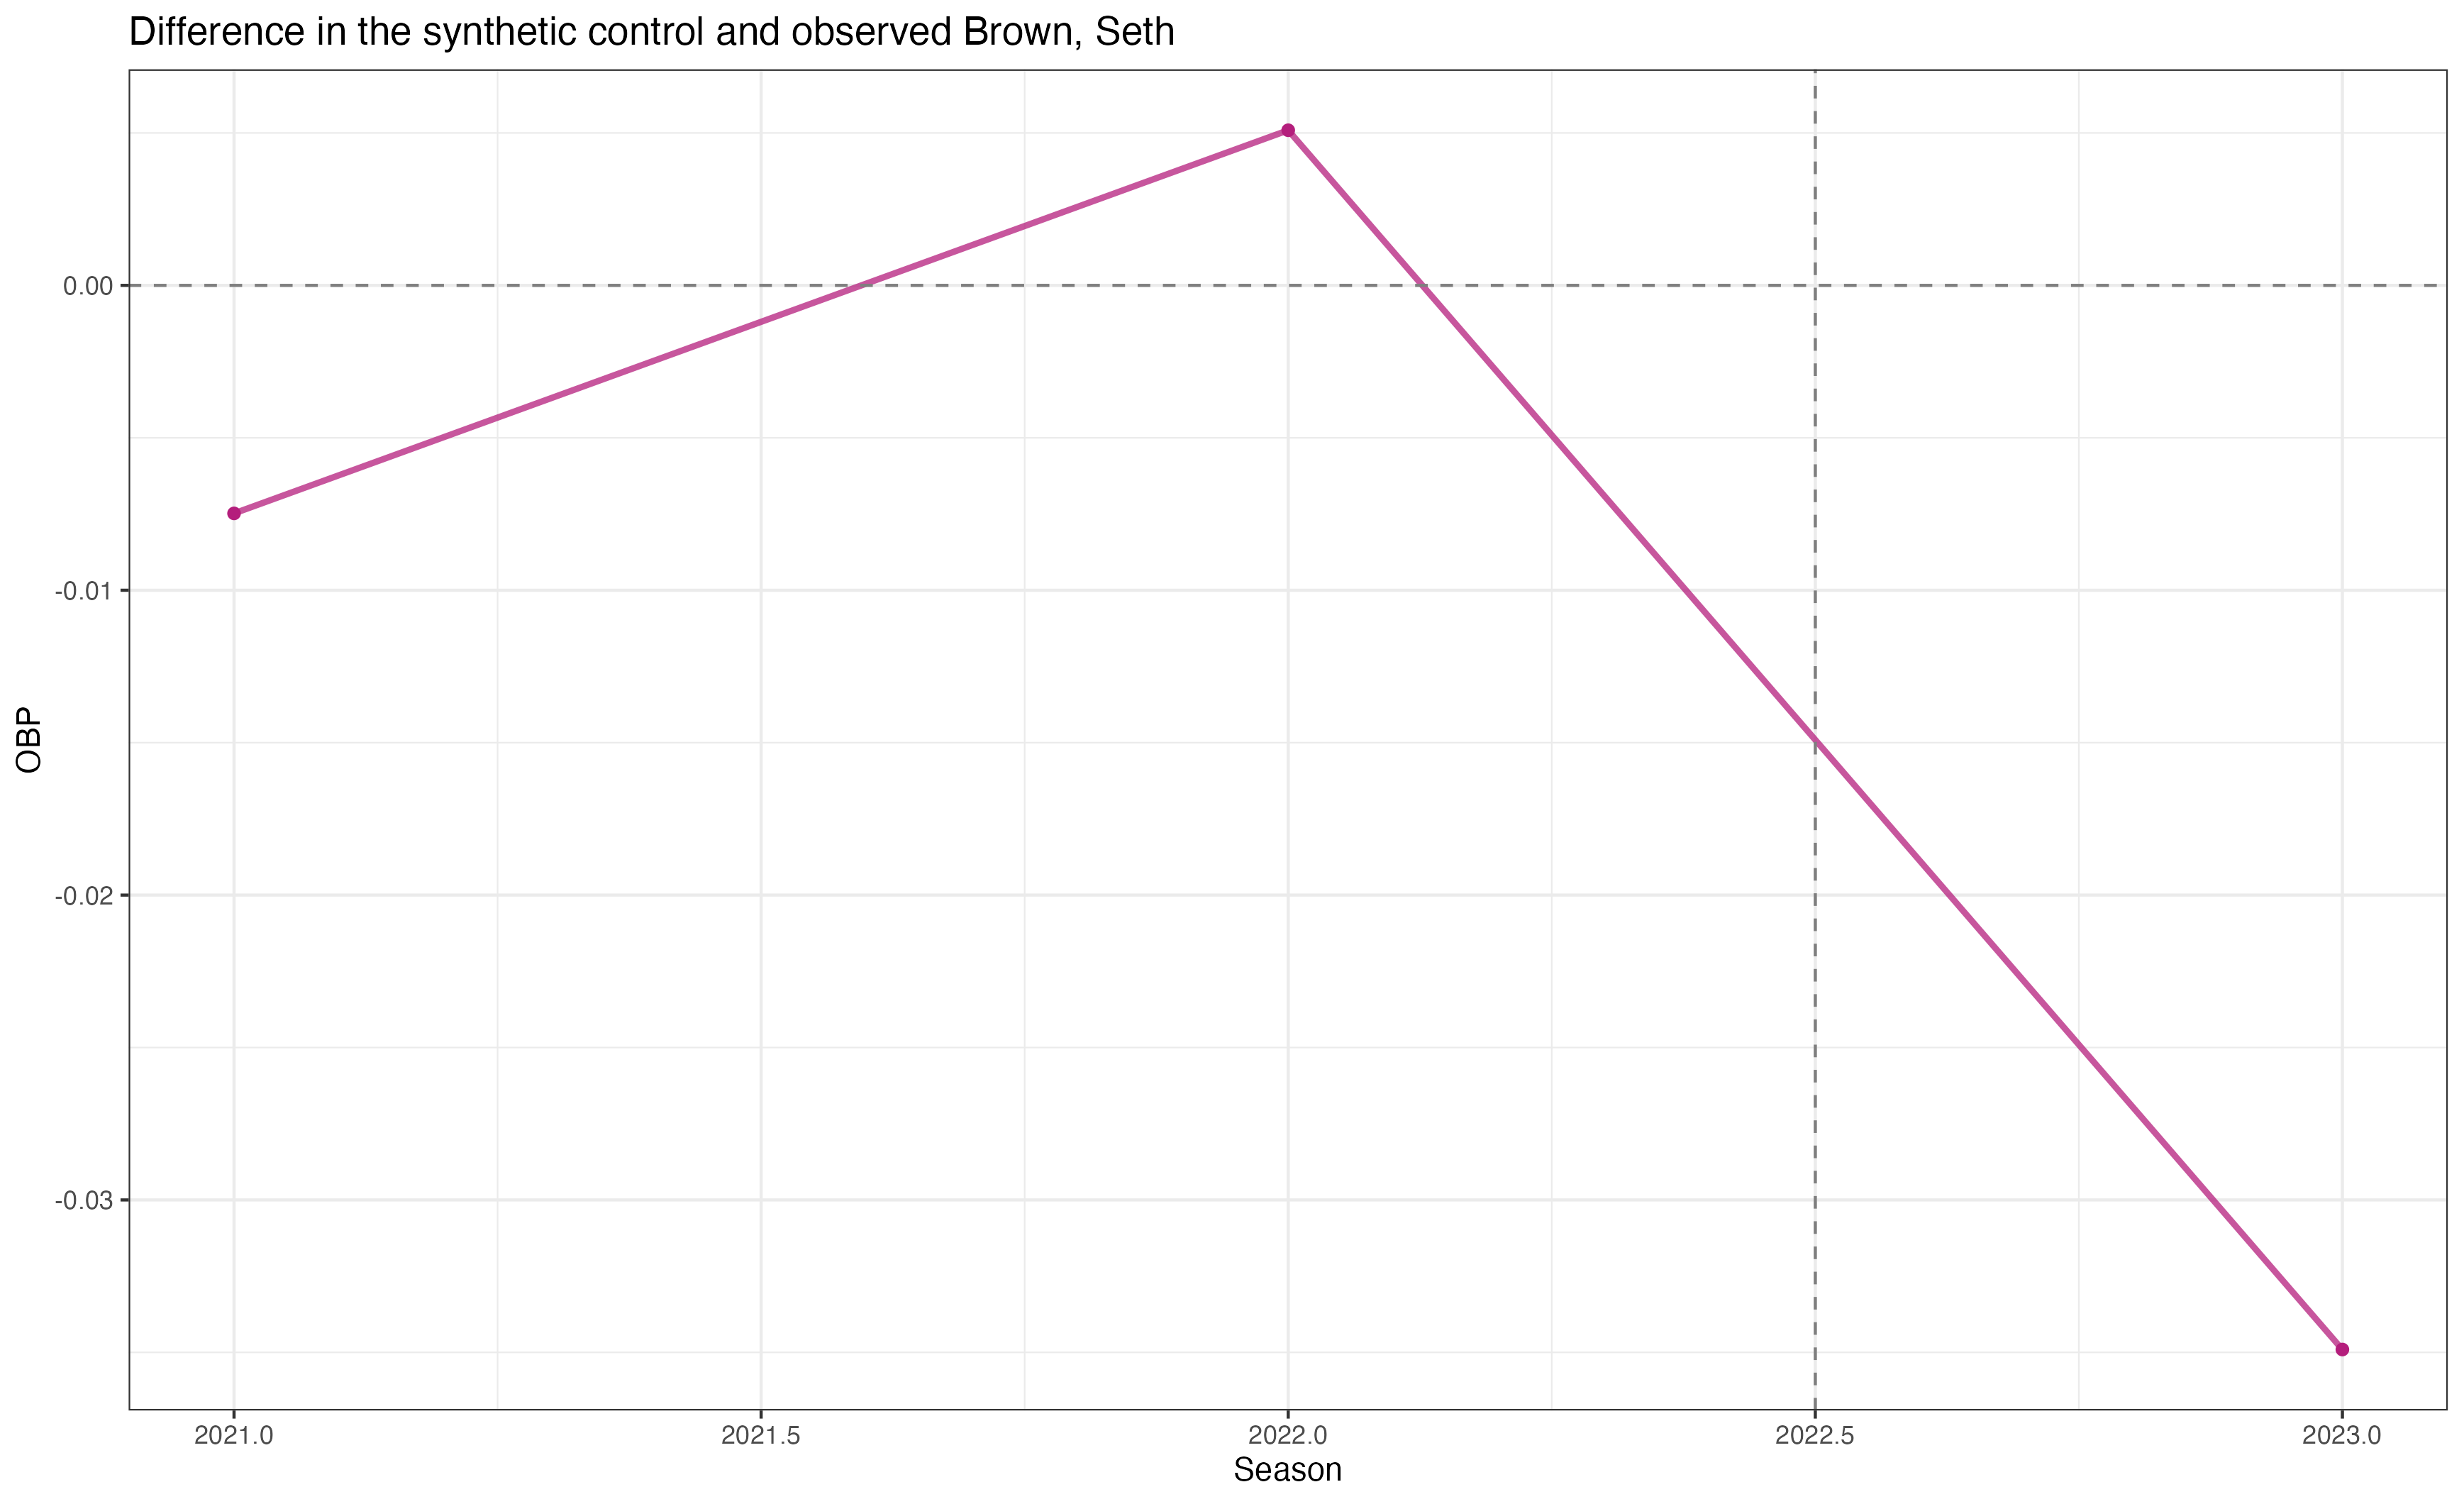 Difference in the synthetic control and observed Brown, Seth
OBP
0.00
-0.01
-0.02
-0.03
2021.0 2021.5 2022.0 2022.5 2023.0
Season